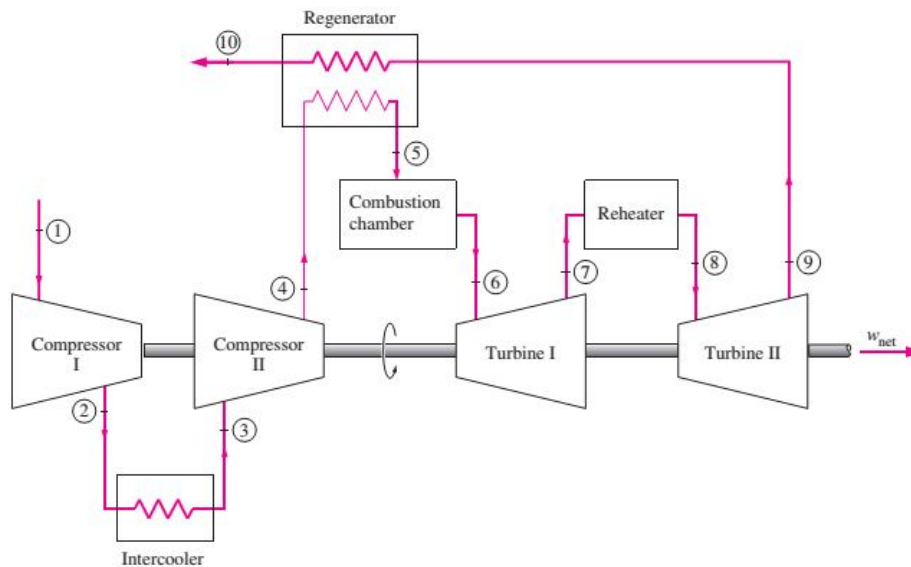 Regenerator
10
5
Combustion
chamber
Reheater
1
4
6
7
8
9
Compressor
I
Compressor
II
Turbine I
Turbine II
w_net
2
3
Intercooler